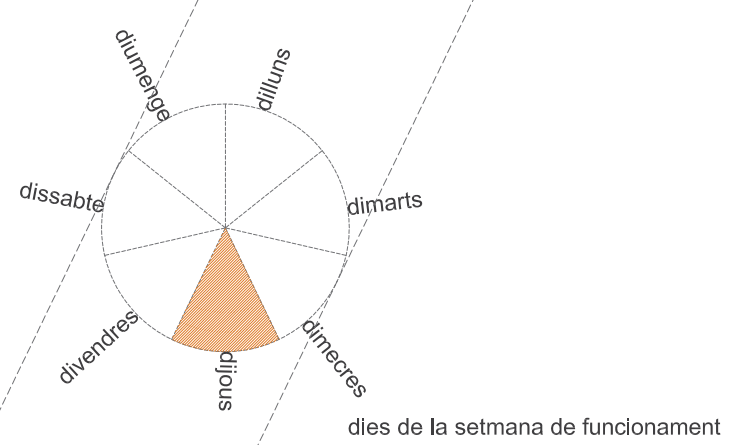 dilluns
dimarts
dimecres
dijous
divendres
dissabte
diumenge
dies de la setmana de funcionament